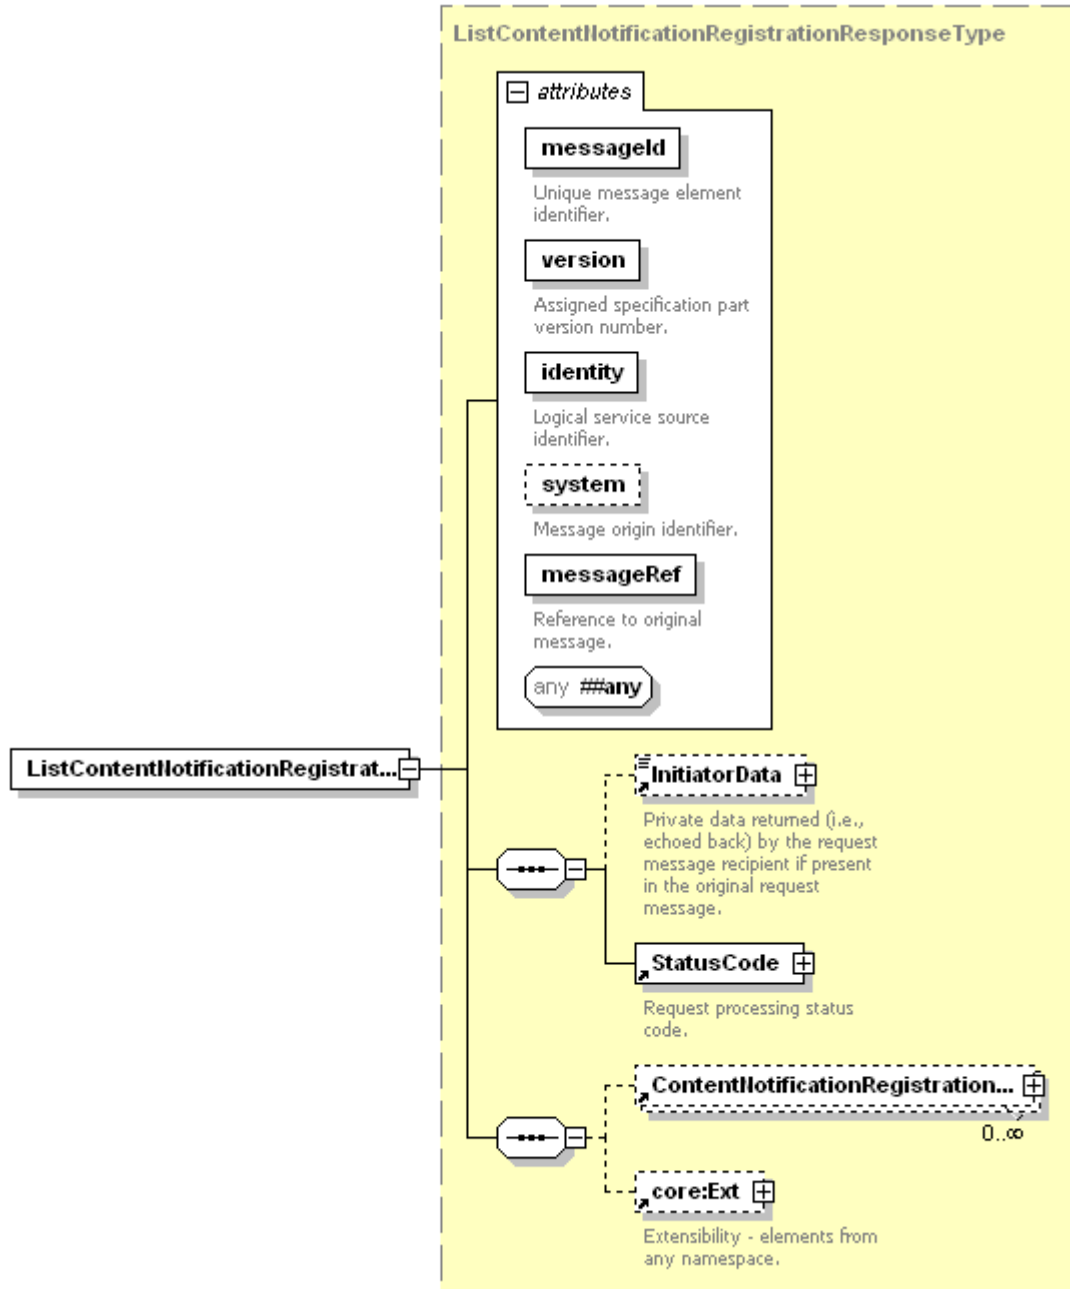 ListContentNotificationRegistrationResponseType
attributes
messageId
Unique message element
identifier.
version
Assigned specification part
version number.
identity
Logical service source
identifier.
system
Message origin identifier.
messageRef
Reference to original
message.
any ##any
ListContentNotificationRegistrat...
InitiatorData
Private data returned (i.e.,
echoed back) by the request
message recipient if present
in the original request
message.
StatusCode
Request processing status
code.
ContentNotificationRegistration...
0..∞
core:Ext
Extensibility - elements from
any namespace.